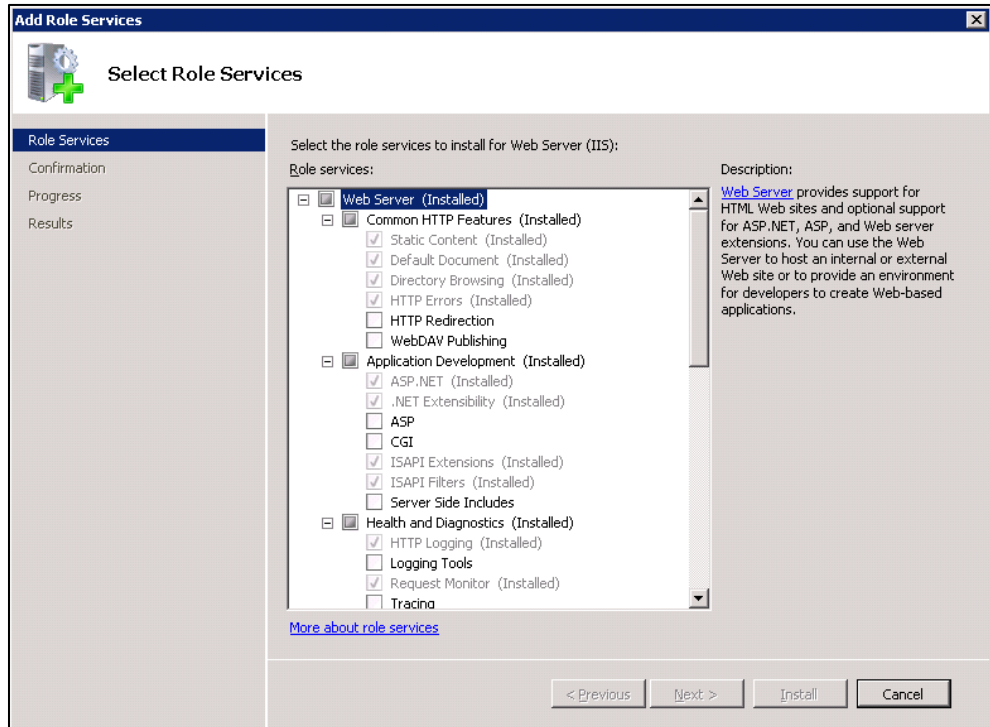 Add Role Services
Select Role Services
Role Services
Confirmation
Progress
Results
Select the role services to install for Web Server (IIS):
Role services:
Web Server (Installed)
Common HTTP Features (Installed)
Static Content (Installed)
Default Document (Installed)
Directory Browsing (Installed)
HTTP Errors (Installed)
HTTP Redirection
WebDAV Publishing
Application Development (Installed)
ASP.NET (Installed)
.NET Extensibility (Installed)
ASP
CGI
ISAPI Extensions (Installed)
ISAPI Filters (Installed)
Server Side Includes
Health and Diagnostics (Installed)
HTTP Logging (Installed)
Logging Tools
Request Monitor (Installed)
Tracing
More about role services
Description:
Web Server provides support for
HTML Web sites and optional support
for ASP.NET, ASP, and Web server
extensions. You can use the Web
Server to host an internal or external
Web site or to provide an environment
for developers to create Web-based
applications.
< Previous
Next >
Install
Cancel